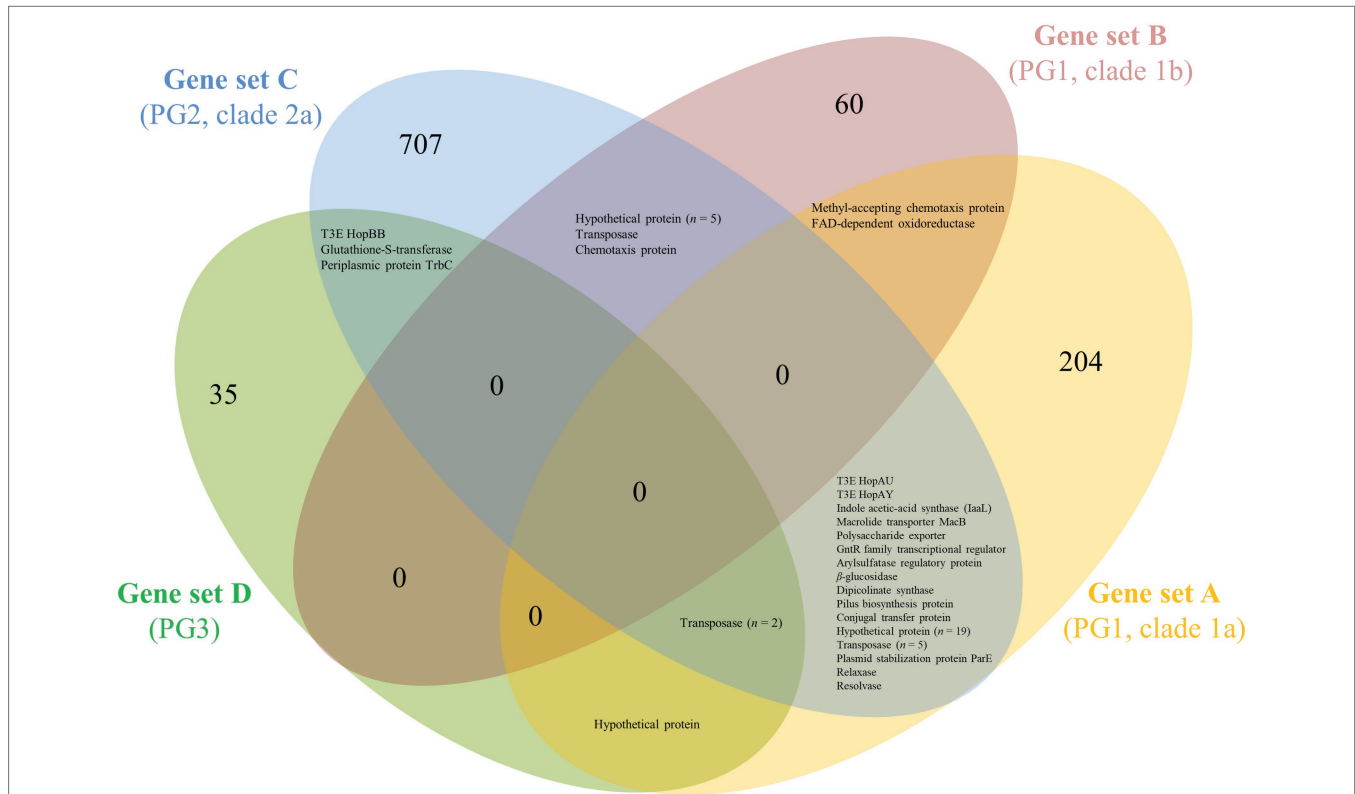 Gene set B
(PG1, clade 1b)
Gene set C
(PG2, clade 2a)
60
707
Methyl-accepting chemotaxis protein
FAD-dependent oxidoreductase
Hypothetical protein (n = 5)
Transposase
Chemotaxis protein
T3E HopBB
Glutathione-S-transferase
Periplasmic protein TrbC
204
35
0
0
0
T3E HopAU
T3E HopAY
Indole acetic-acid synthase (IaaL)
Macrolide transporter MacB
Polysaccharide exporter
GntR family transcriptional regulator
Arylsulfatase regulatory protein
β-glucosidase
Dipicolinate synthase
Pilus biosynthesis protein
Conjugal transfer protein
Hypothetical protein (n = 19)
Transposase (n = 5)
Plasmid stabilization protein ParE
Relaxase
Resolvase
0
0
Gene set D
(PG3)
Gene set A
(PG1, clade 1a)
Transposase (n = 2)
Hypothetical protein